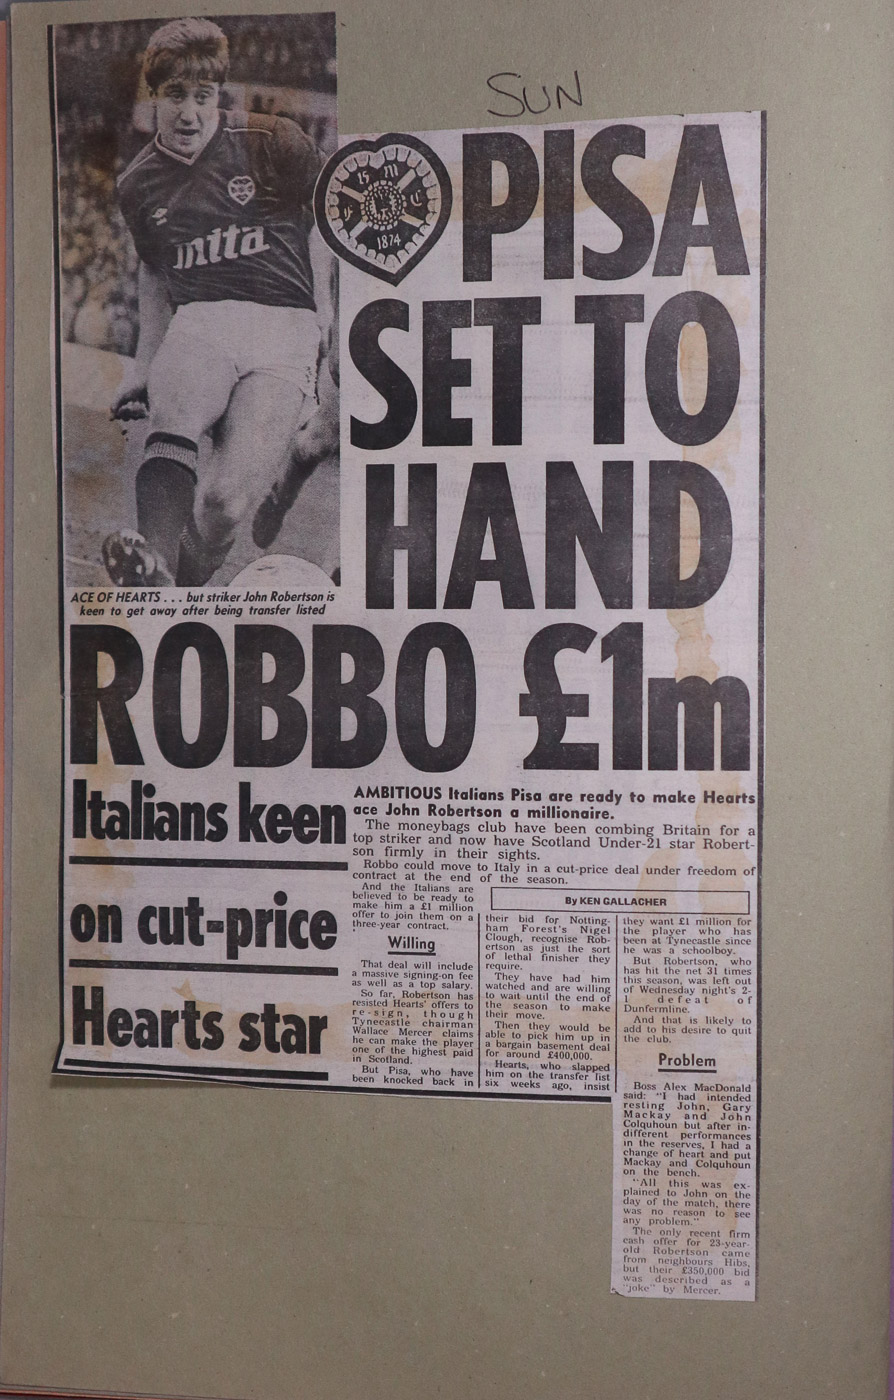 SUN
mita
H M
F C
1874
PISA
SET TO
HAND
ROBBO £1m
ACE OF HEARTS . . . but striker John Robertson is
keen to get away after being transfer listed
Italians keen
on cut-price
Hearts star
AMBITIOUS Italians Pisa are ready to make Hearts
ace John Robertson a millionaire.
The moneybags club have been combing Britain for a
top striker and now have Scotland Under-21 star Robert-
son firmly in their sights.
Robbo could move to Italy in a cut-price deal under freedom of
contract at the end of the season.
And the Italians are
believed to be ready to
make him a £1 million
offer to join them on a
three-year contract.
Willing
That deal will include
a massive signing-on fee
as well as a top salary.
So far, Robertson has
resisted Hearts' offers to
re-sign, though
Tynecastle chairman
Wallace Mercer claims
he can make the player
one of the highest paid
in Scotland.
But Pisa, who have
been knocked back in
By KEN GALLACHER
their bid for Notting-
ham Forest's Nigel
Clough, recognise Rob-
ertson as just the sort
of lethal finisher they
require.
They have had him
watched and are willing
to wait until the end of
the season to make
their move.
Then they would be
able to pick him up in
a bargain basement deal
for around £400,000.
Hearts, who slapped
him on the transfer list
six weeks ago, insist
they want £1 million for
the player who has
been at Tynecastle since
he was a schoolboy.
But Robertson, who
has hit the net 31 times
this season, was left out
of Wednesday night's 2-
1 defeat of
Dunfermline.
And that is likely to
add to his desire to quit
the club.
Problem
Boss Alex MacDonald
said: "I had intended
resting John, Gary
Mackay and John
Colquhoun but after in-
different performances
in the reserves, I had a
change of heart and put
Mackay and Colquhoun
on the bench.
"All this was ex-
plained to John on the
day of the match, there
was no reason to see
any problem."
The only recent firm
cash offer for 23-year-
old Robertson came
from neighbours Hibs,
but their £350,000 bid
was described as a
"joke" by Mercer.